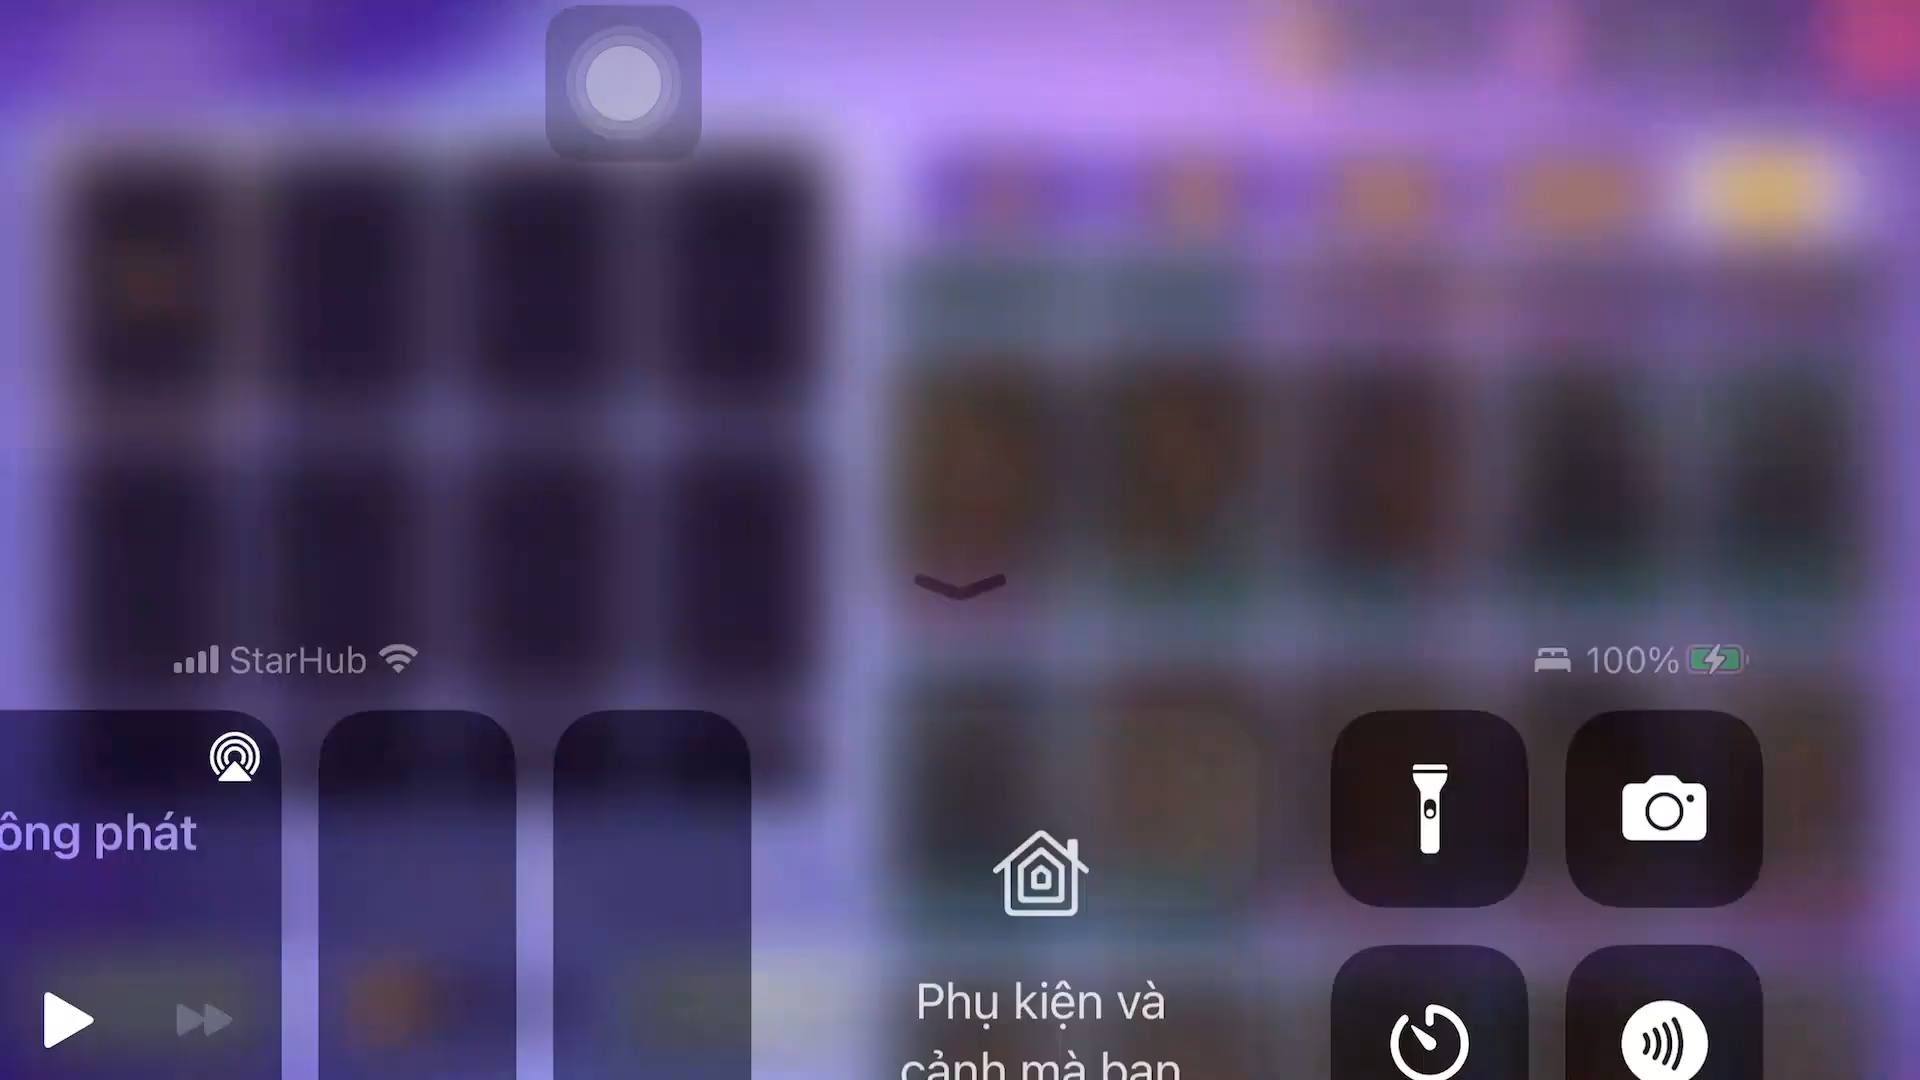 StarHub
100%
ông phát
Phụ kiện và
cảnh mà bạn